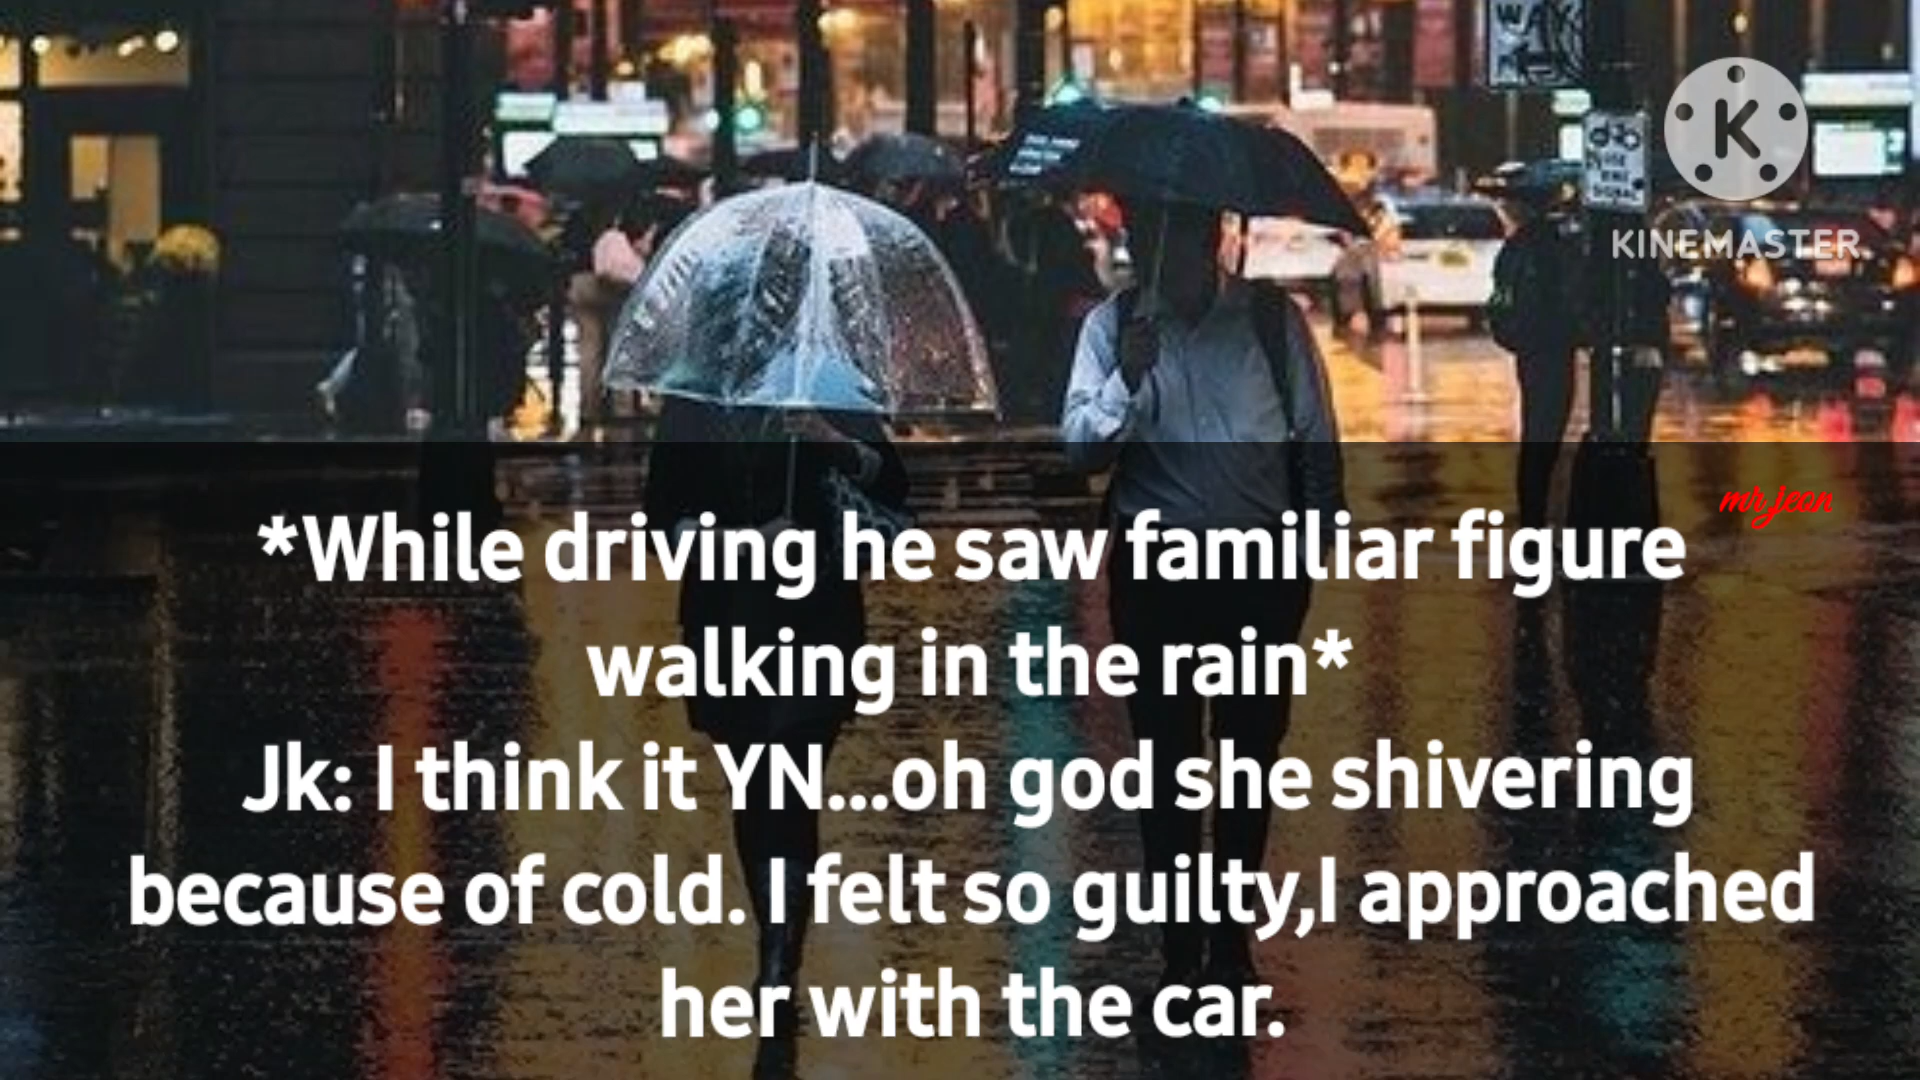 WAY
K
KINEMASTER
mr.jeon
*While driving he saw familiar figure
walking in the rain*
Jk: I think it YN...oh god she shivering
because of cold. I felt so guilty,I approached
her with the car.